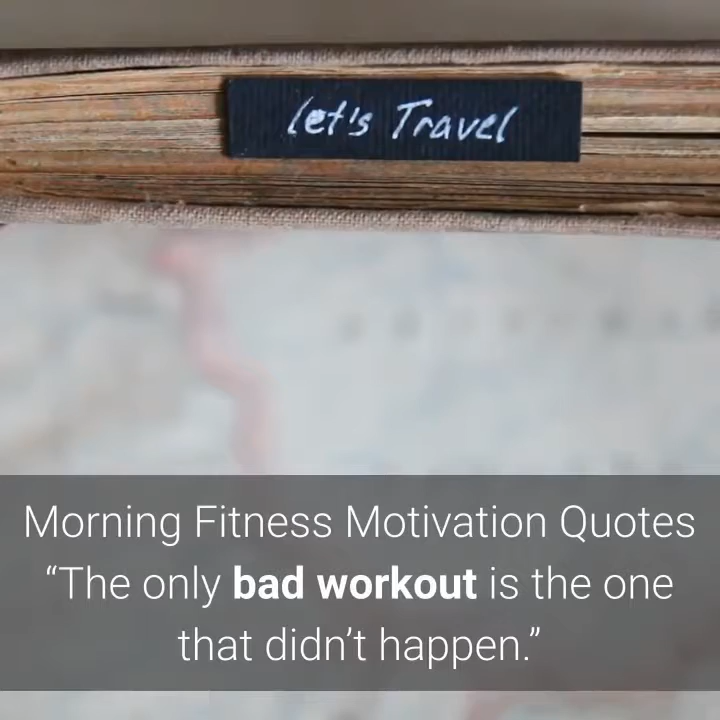 let's Travel
Morning Fitness Motivation Quotes
“The only bad workout is the one
that didn’t happen.”